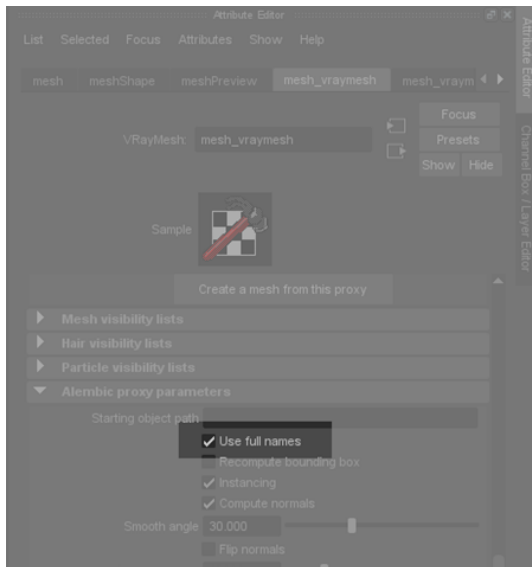 Attribute Editor
List Selected Focus Attributes Show Help
mesh meshShape meshPreview mesh_vraymesh mesh_vraym
Focus
VRayMesh: mesh_vraymesh
Presets
Show Hide
Sample
Create a mesh from this proxy
Mesh visibility lists
Hair visibility lists
Particle visibility lists
Alembic proxy parameters
Starting object path
Use full names
Recompute bounding box
Instancing
Compute normals
Smooth angle 30.000
Flip normals
Attribute Editor
Channel Box / Layer Editor